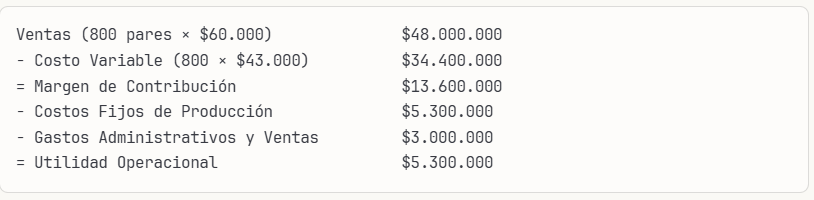 Ventas (800 pares × $60.000) $48.000.000
- Costo Variable (800 × $43.000) $34.400.000
= Margen de Contribución $13.600.000
- Costos Fijos de Producción $5.300.000
- Gastos Administrativos y Ventas $3.000.000
= Utilidad Operacional $5.300.000